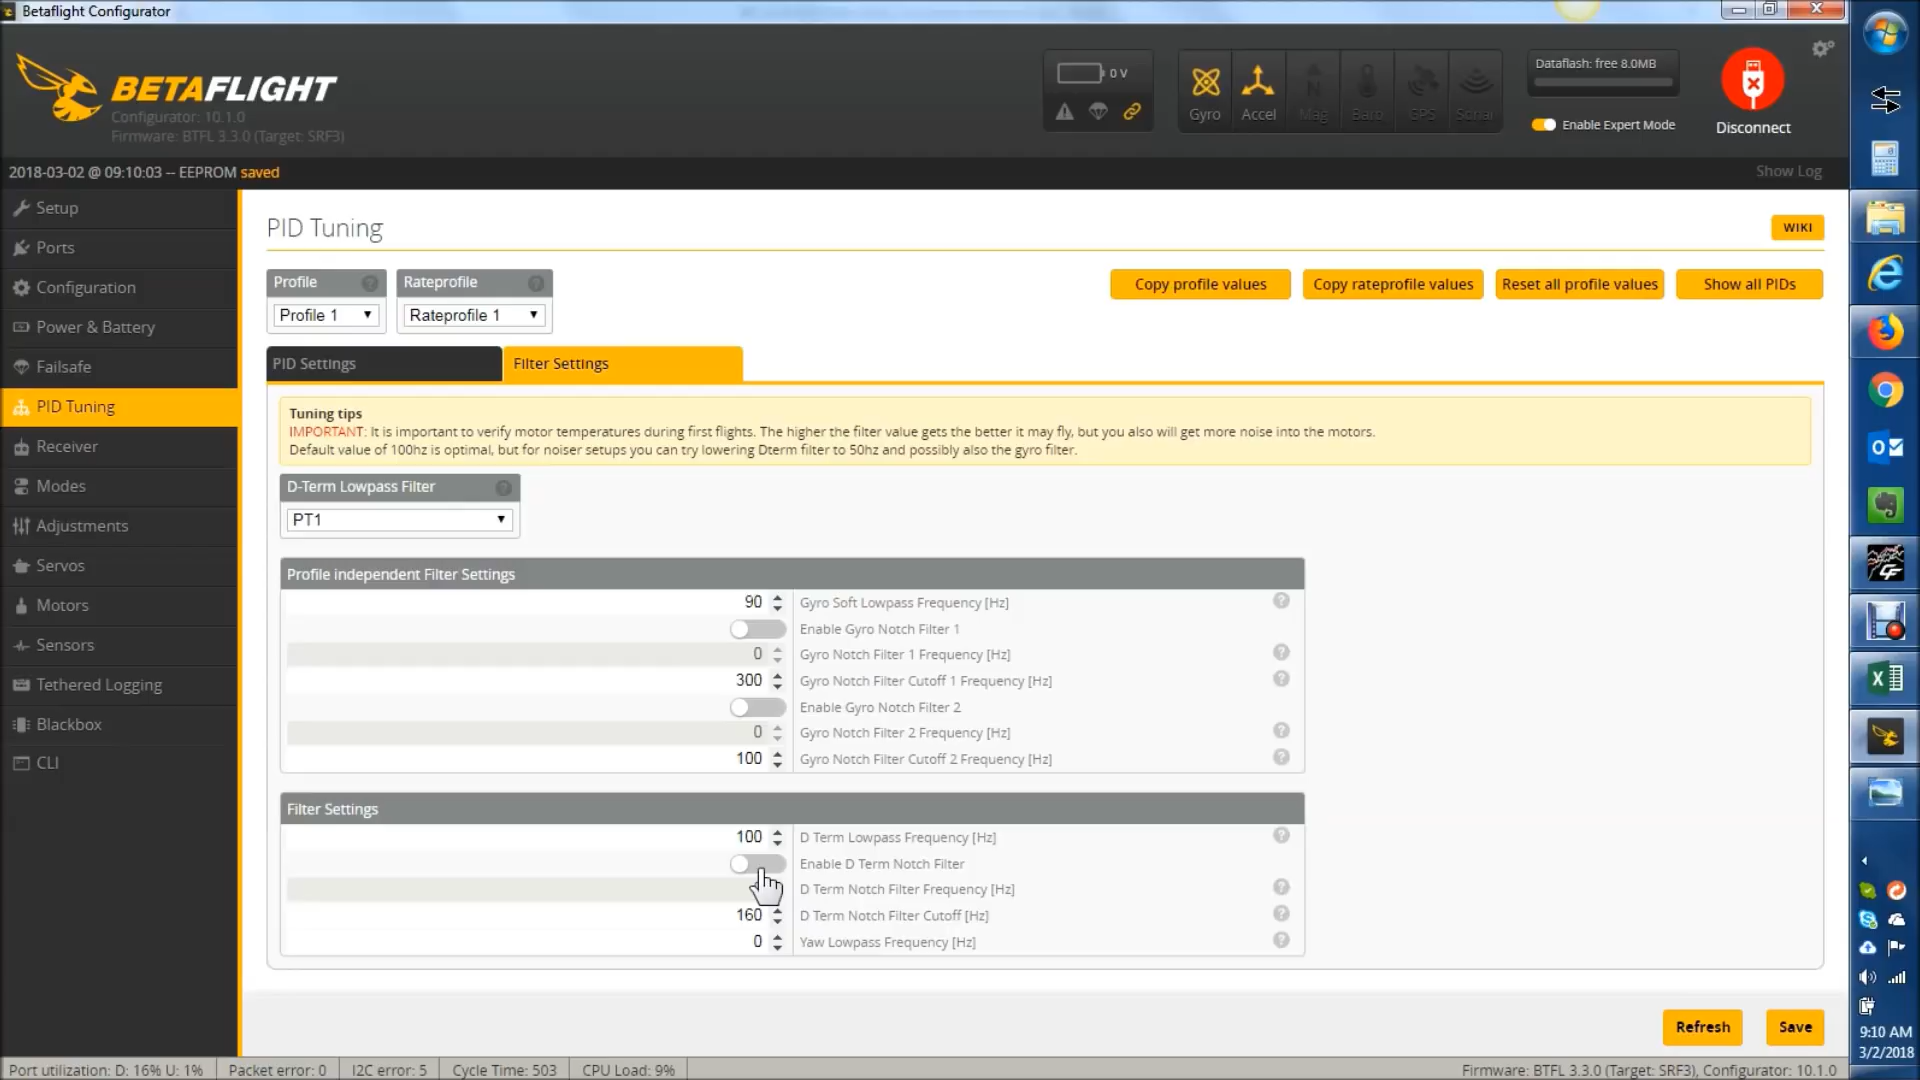 Betaflight Configurator
BETAFLIGHT
Configurator: 10.1.0
Firmware: BTFL 3.3.0 (Target: SRF3)
0 V
Gyro
Accel
Mag
Baro
GPS
Sonar
Dataflash: free 8.0MB
Enable Expert Mode
Disconnect
2018-03-02 @ 09:10:03 -- EEPROM saved
Show Log
Setup
Ports
Configuration
Power & Battery
Failsafe
PID Tuning
Receiver
Modes
Adjustments
Servos
Motors
Sensors
Tethered Logging
Blackbox
CLI
PID Tuning
WIKI
Profile
Rateprofile
Profile 1
Rateprofile 1
Copy profile values
Copy rateprofile values
Reset all profile values
Show all PIDs
PID Settings
Filter Settings
Tuning tips
IMPORTANT: It is important to verify motor temperatures during first flights. The higher the filter value gets the better it may fly, but you also will get more noise into the motors.
Default value of 100hz is optimal, but for noiser setups you can try lowering Dterm filter to 50hz and possibly also the gyro filter.
D-Term Lowpass Filter
PT1
Profile independent Filter Settings
90 Gyro Soft Lowpass Frequency [Hz]
Enable Gyro Notch Filter 1
0 Gyro Notch Filter 1 Frequency [Hz]
300 Gyro Notch Filter Cutoff 1 Frequency [Hz]
Enable Gyro Notch Filter 2
0 Gyro Notch Filter 2 Frequency [Hz]
100 Gyro Notch Filter Cutoff 2 Frequency [Hz]
Filter Settings
100 D Term Lowpass Frequency [Hz]
Enable D Term Notch Filter
D Term Notch Filter Frequency [Hz]
160 D Term Notch Filter Cutoff [Hz]
0 Yaw Lowpass Frequency [Hz]
Refresh
Save
Port utilization: D: 16% U: 1%
Packet error: 0
I2C error: 5
Cycle Time: 503
CPU Load: 9%
Firmware: BTFL 3.3.0 (Target: SRF3), Configurator: 10.1.0
9:10 AM
3/2/2018